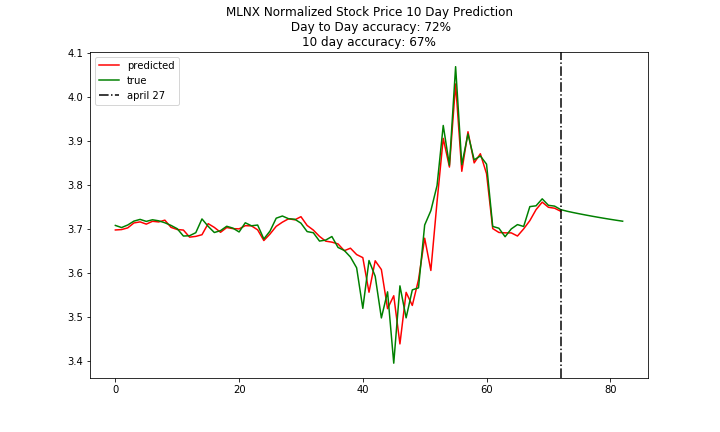 MLNX Normalized Stock Price 10 Day Prediction
Day to Day accuracy: 72%
10 day accuracy: 67%
predicted
true
april 27
4.1
4.0
3.9
3.8
3.7
3.6
3.5
3.4
0 20 40 60 80